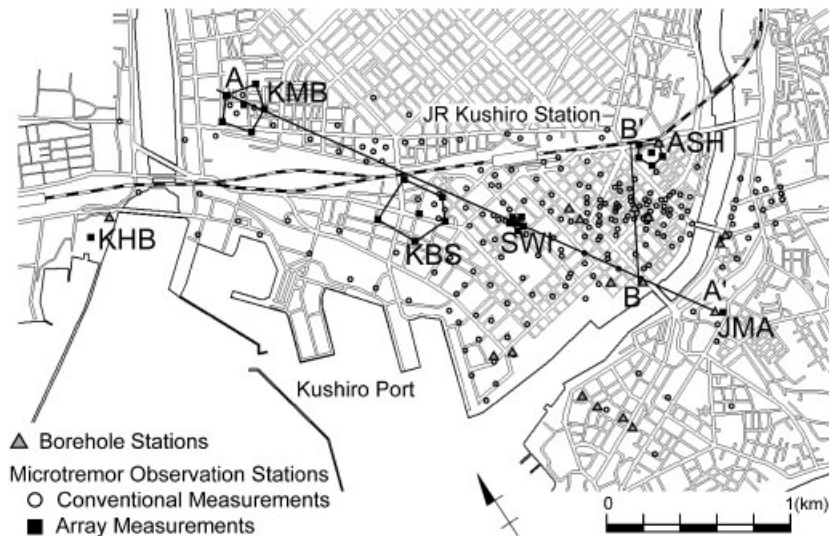 A
KMB
JR Kushiro Station
B'
ASH
KHB
KBS
SWI
B
A'
JMA
Kushiro Port
Borehole Stations
Microtremor Observation Stations
Conventional Measurements
Array Measurements
0 1(km)